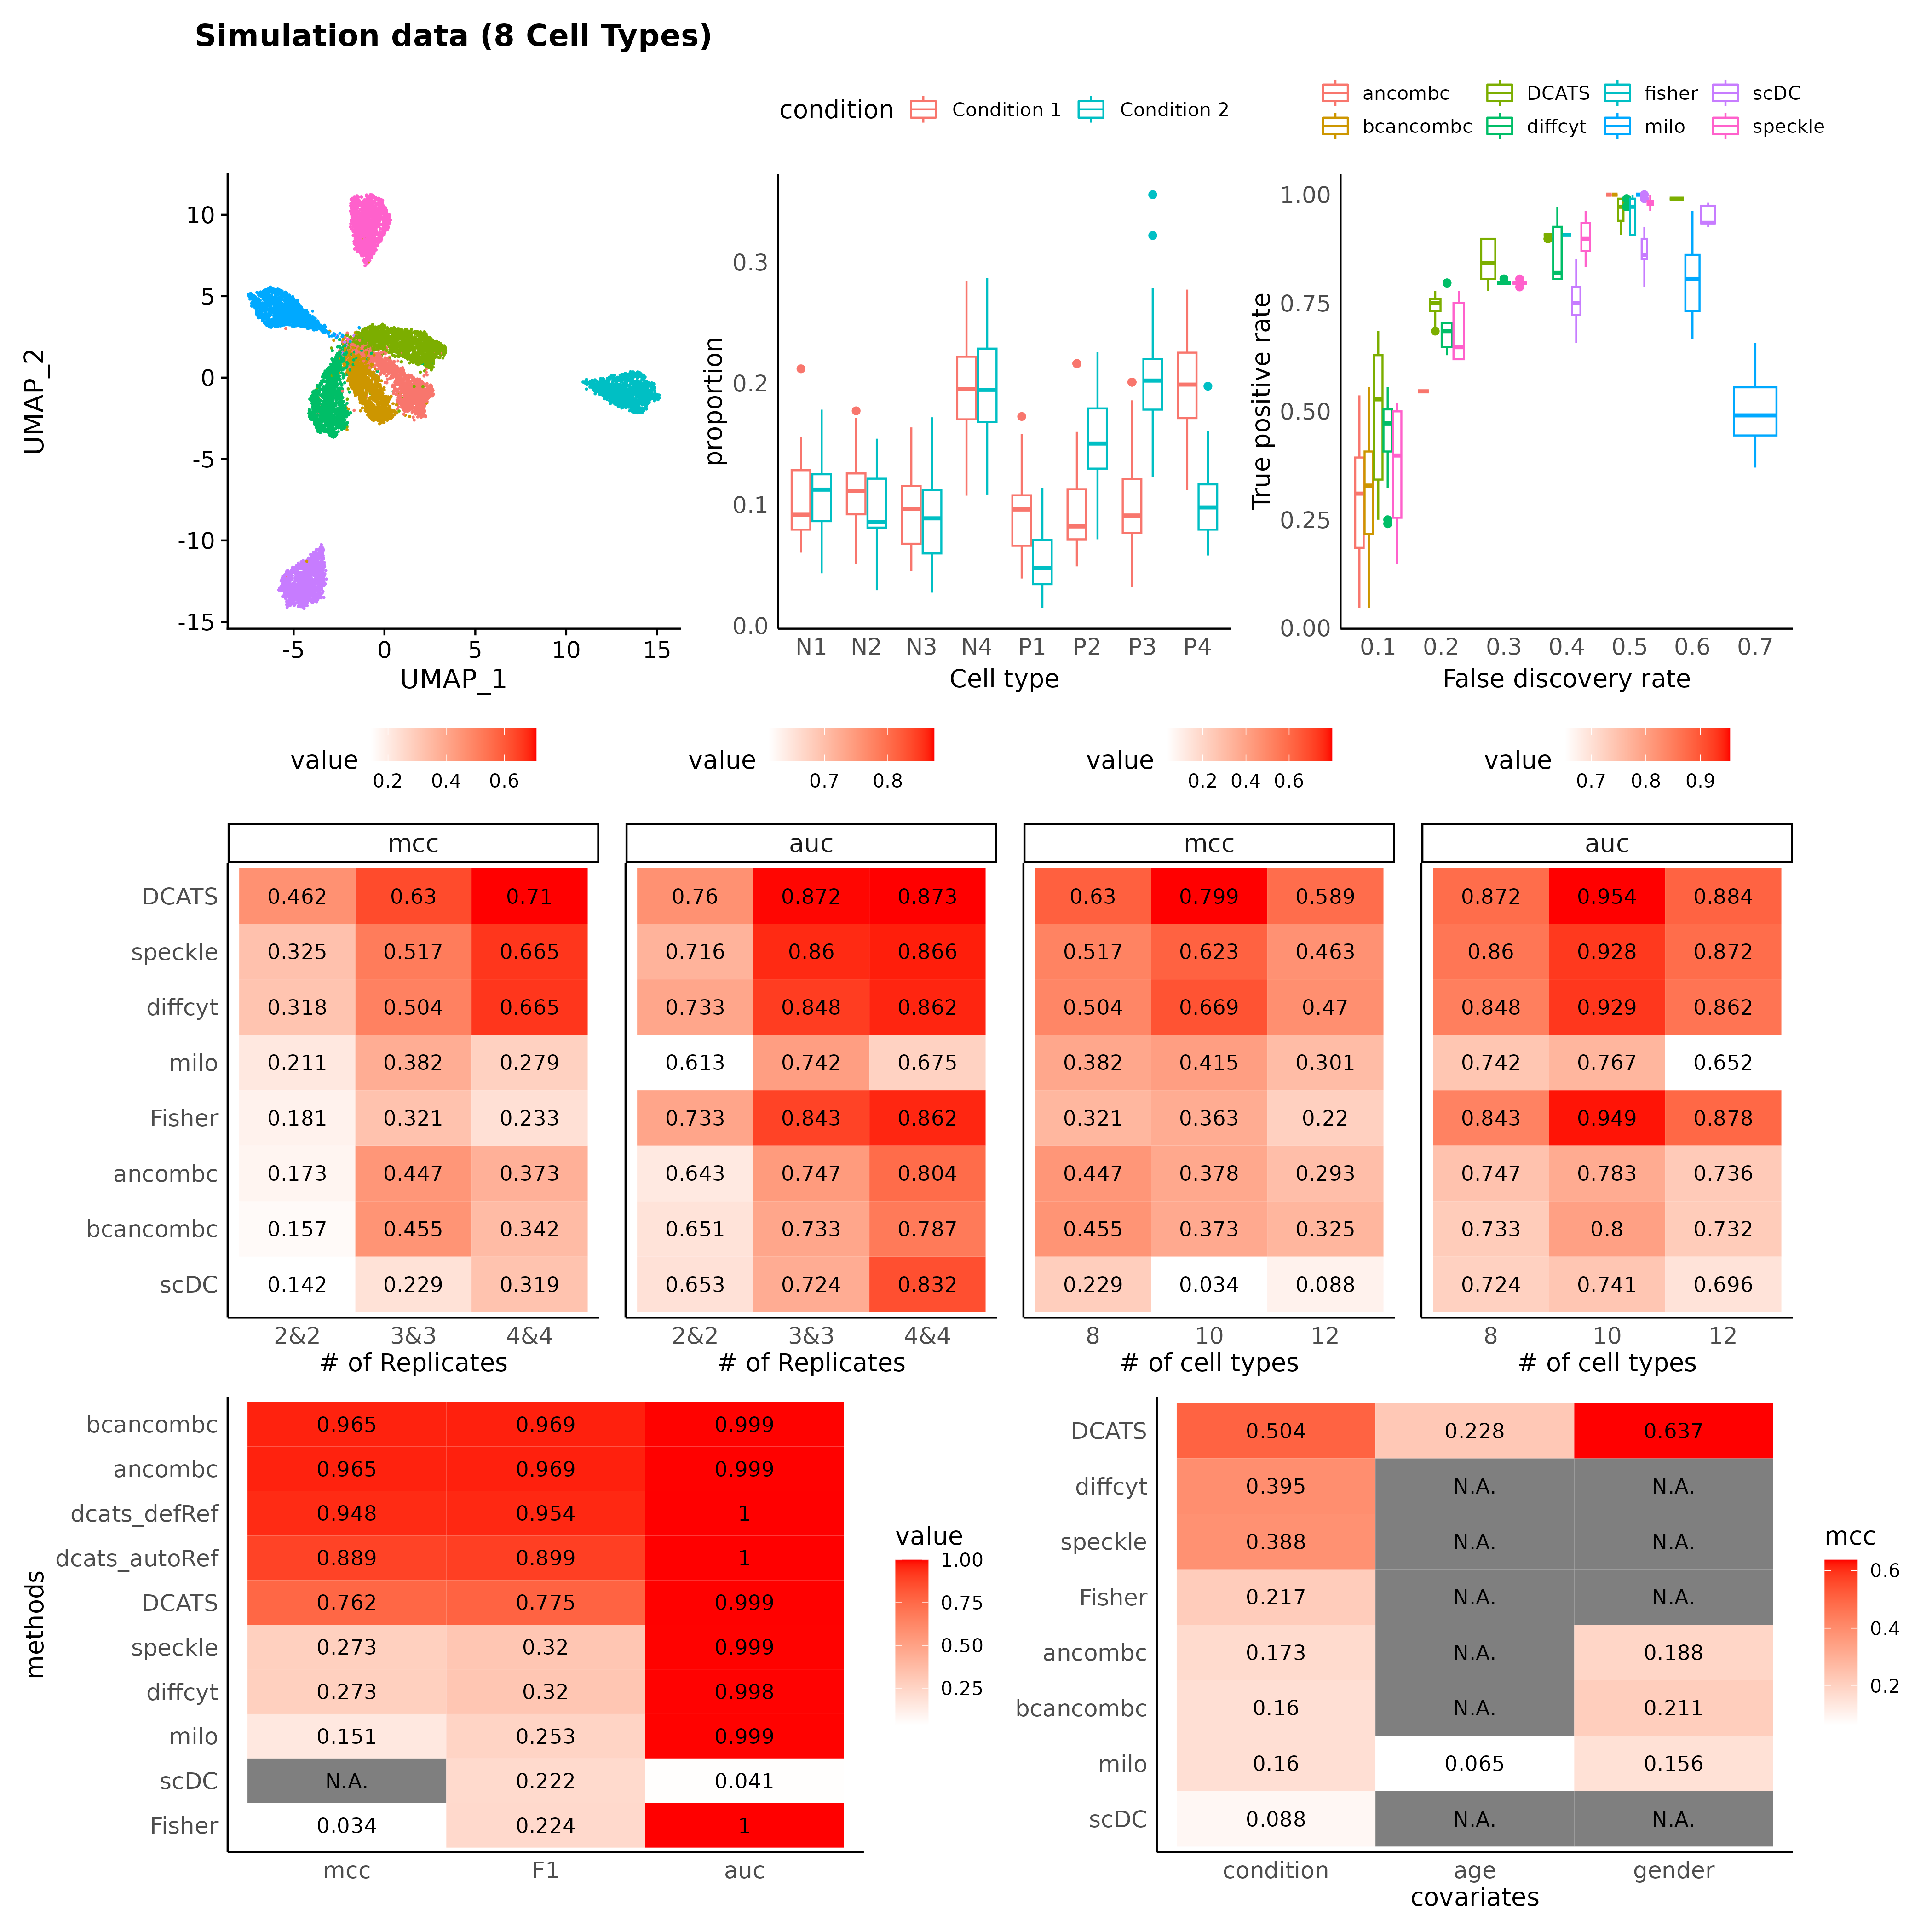 Simulation data (8 Cell Types)
condition Condition 1 Condition 2
ancombc DCATS fisher scDC
bcancombc diffcyt milo speckle
UMAP_2
10
5
0
-5
-10
-15
-5 0 5 10 15
UMAP_1
proportion
0.3
0.2
0.1
0.0
N1 N2 N3 N4 P1 P2 P3 P4
Cell type
True positive rate
1.00
0.75
0.50
0.25
0.00
0.1 0.2 0.3 0.4 0.5 0.6 0.7
False discovery rate
value 0.2 0.4 0.6
value 0.7 0.8
value 0.2 0.4 0.6
value 0.7 0.8 0.9
mcc auc mcc auc
DCATS 0.462 0.63 0.71 0.76 0.872 0.873 0.63 0.799 0.589 0.872 0.954 0.884
speckle 0.325 0.517 0.665 0.716 0.86 0.866 0.517 0.623 0.463 0.86 0.928 0.872
diffcyt 0.318 0.504 0.665 0.733 0.848 0.862 0.504 0.669 0.47 0.848 0.929 0.862
milo 0.211 0.382 0.279 0.613 0.742 0.675 0.382 0.415 0.301 0.742 0.767 0.652
Fisher 0.181 0.321 0.233 0.733 0.843 0.862 0.321 0.363 0.22 0.843 0.949 0.878
ancombc 0.173 0.447 0.373 0.643 0.747 0.804 0.447 0.378 0.293 0.747 0.783 0.736
bcancombc 0.157 0.455 0.342 0.651 0.733 0.787 0.455 0.373 0.325 0.733 0.8 0.732
scDC 0.142 0.229 0.319 0.653 0.724 0.832 0.229 0.034 0.088 0.724 0.741 0.696
2&2 3&3 4&4 2&2 3&3 4&4 8 10 12 8 10 12
# of Replicates # of Replicates # of cell types # of cell types
methods
bcancombc 0.965 0.969 0.999
ancombc 0.965 0.969 0.999
dcats_defRef 0.948 0.954 1
dcats_autoRef 0.889 0.899 1
DCATS 0.762 0.775 0.999
speckle 0.273 0.32 0.999
diffcyt 0.273 0.32 0.998
milo 0.151 0.253 0.999
scDC N.A. 0.222 0.041
Fisher 0.034 0.224 1
mcc F1 auc
value
1.00
0.75
0.50
0.25
DCATS 0.504 0.228 0.637
diffcyt 0.395 N.A. N.A.
speckle 0.388 N.A. N.A.
Fisher 0.217 N.A. N.A.
ancombc 0.173 N.A. 0.188
bcancombc 0.16 N.A. 0.211
milo 0.16 0.065 0.156
scDC 0.088 N.A. N.A.
condition age gender
covariates
mcc
0.6
0.4
0.2